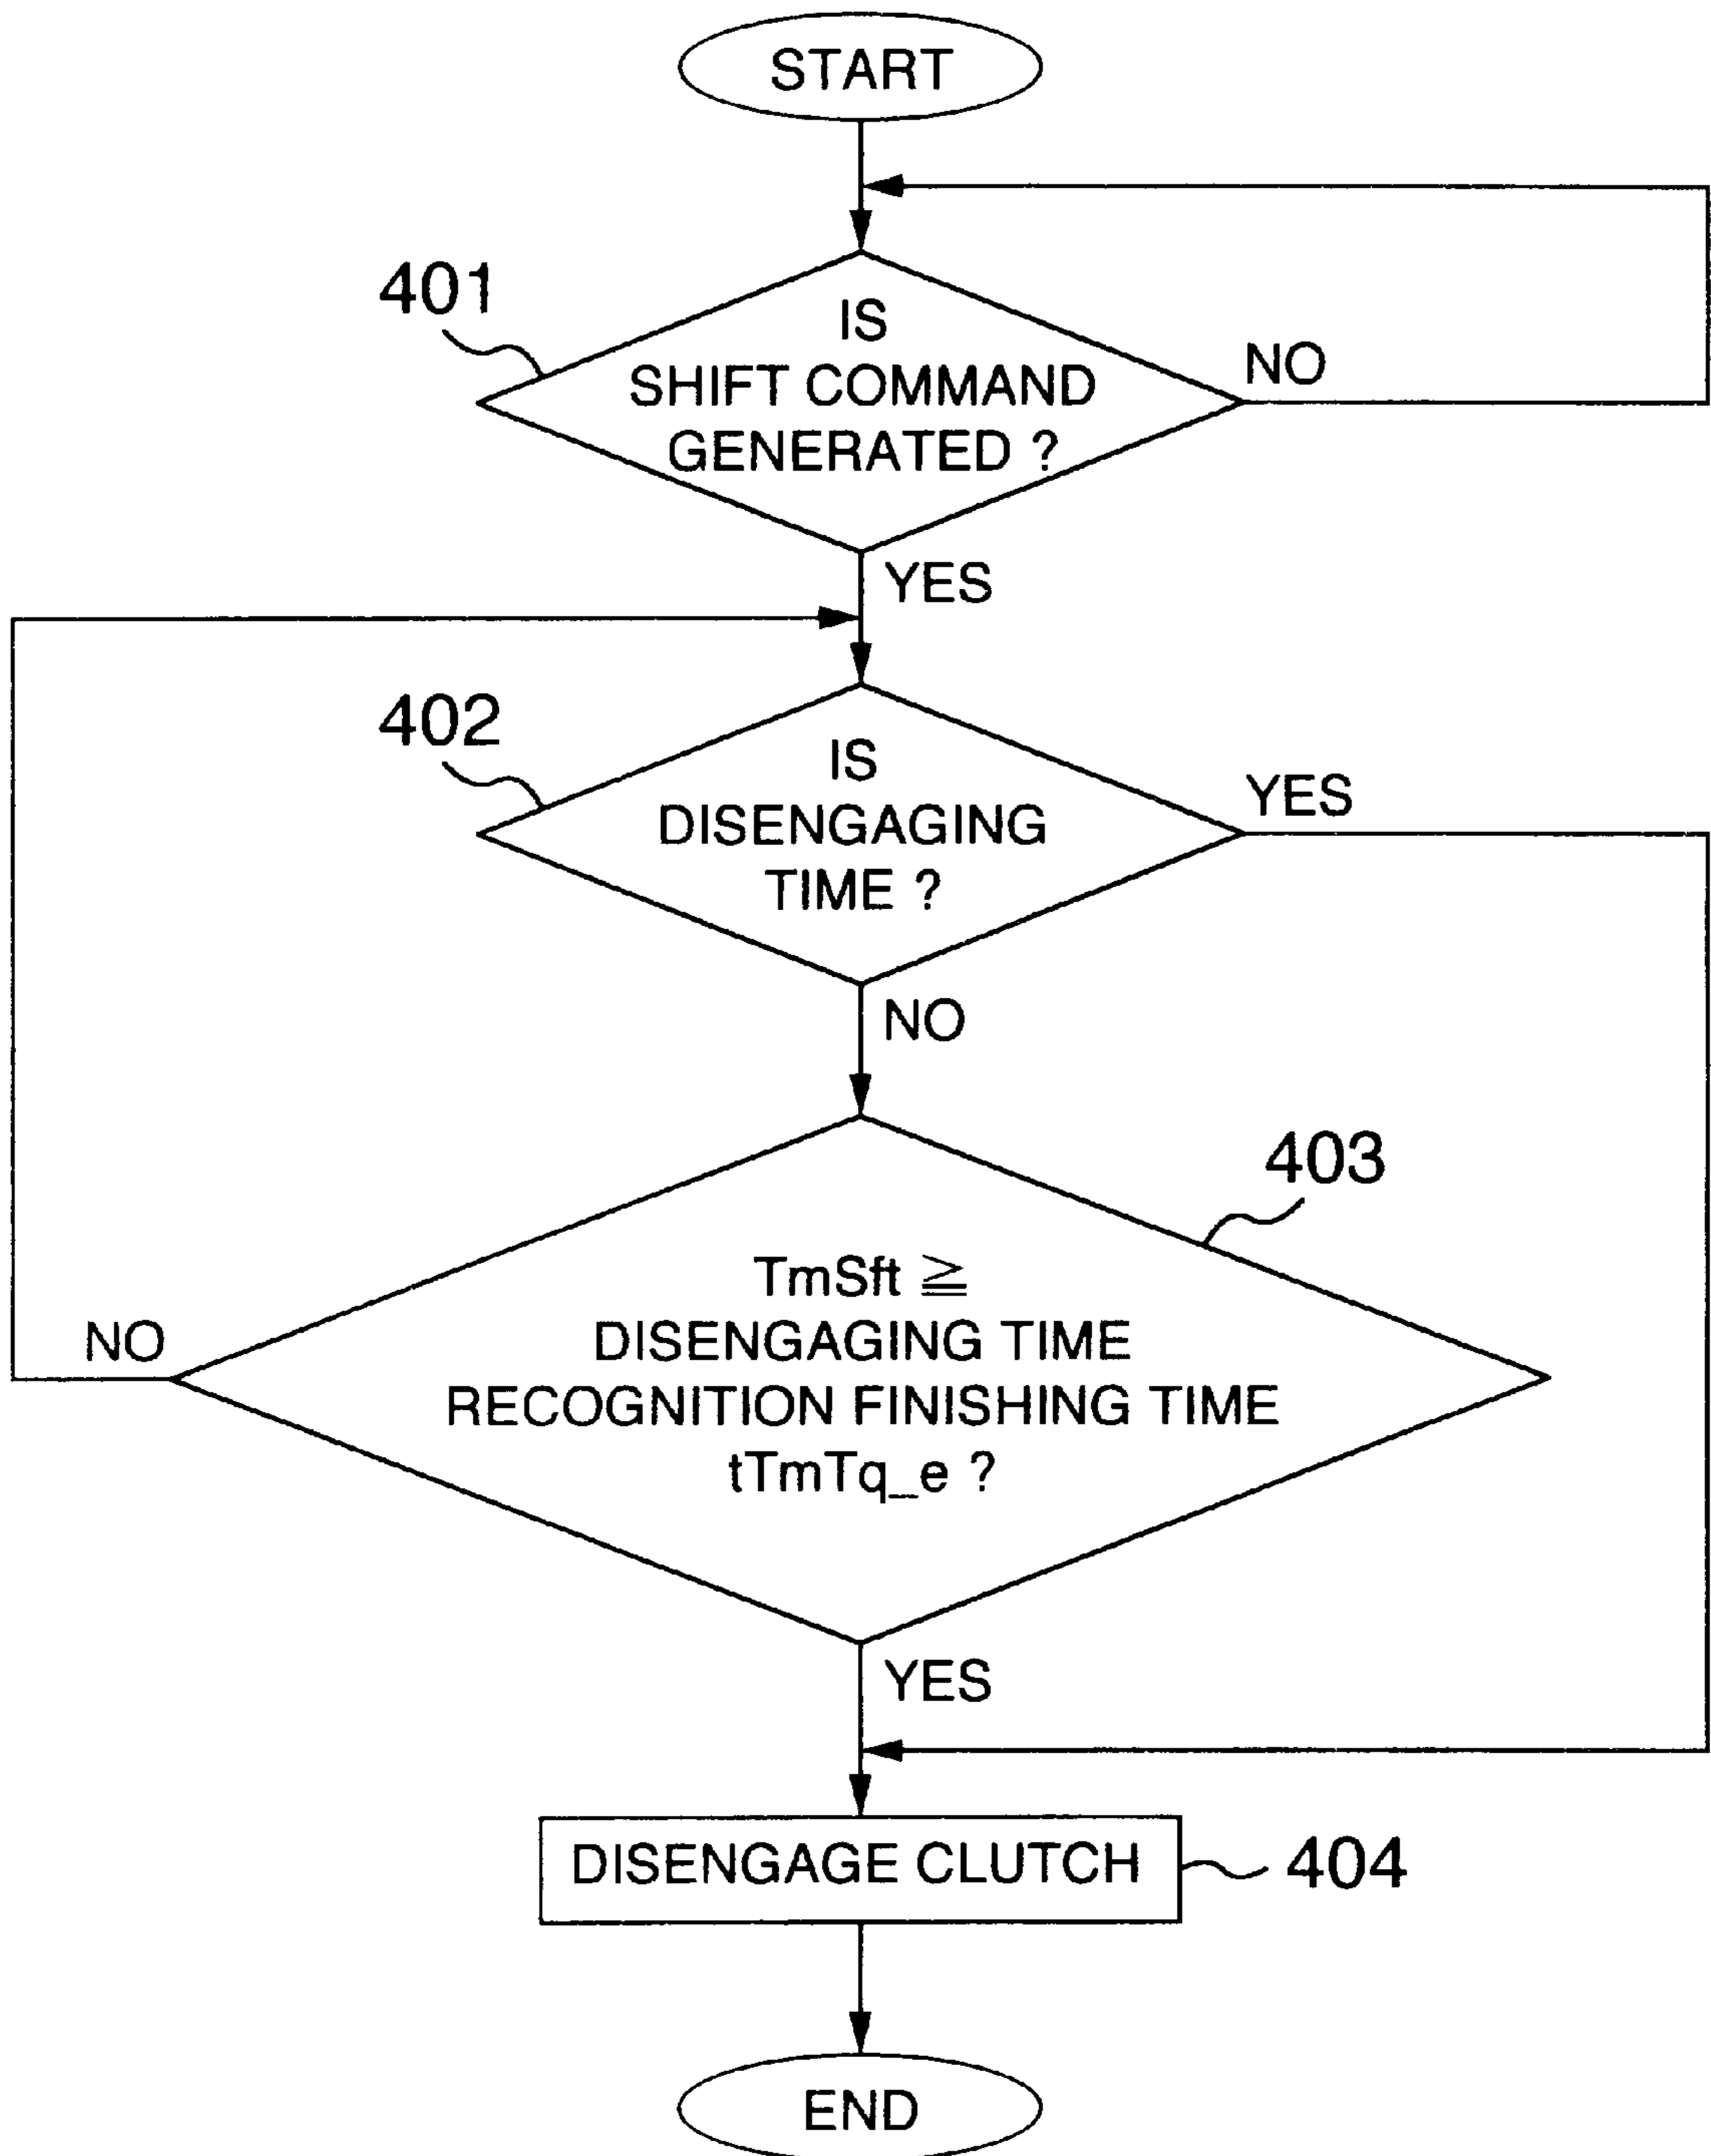 START
401
IS
SHIFT COMMAND
GENERATED ?
NO
YES
402
IS
DISENGAGING
TIME ?
YES
NO
403
TmSft ≧
DISENGAGING TIME
RECOGNITION FINISHING TIME
tTmTq_e ?
NO
YES
DISENGAGE CLUTCH
404
END